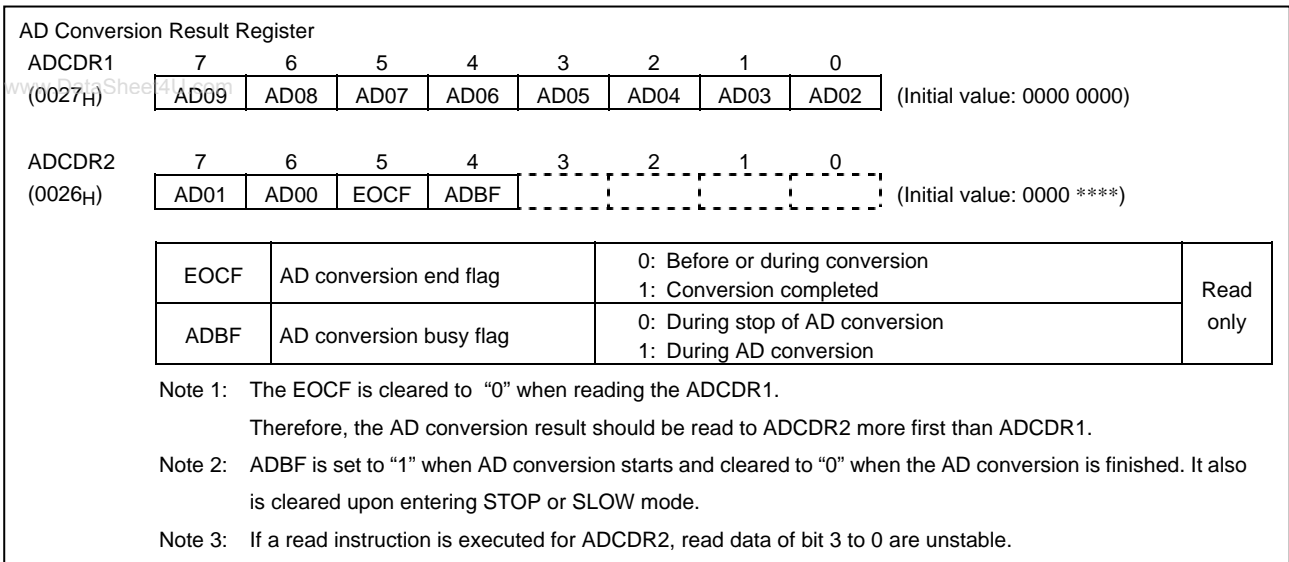 AD Conversion Result Register
ADCDR1 7 6 5 4 3 2 1 0
www.DataSheet4U.com
(0027H) AD09 AD08 AD07 AD06 AD05 AD04 AD03 AD02 (Initial value: 0000 0000)
ADCDR2 7 6 5 4 3 2 1 0
(0026H) AD01 AD00 EOCF ADBF (Initial value: 0000 ****)
EOCF AD conversion end flag 0: Before or during conversion
1: Conversion completed
Read only
ADBF AD conversion busy flag 0: During stop of AD conversion
1: During AD conversion
Note 1: The EOCF is cleared to “0” when reading the ADCDR1.
Therefore, the AD conversion result should be read to ADCDR2 more first than ADCDR1.
Note 2: ADBF is set to “1” when AD conversion starts and cleared to “0” when the AD conversion is finished. It also
is cleared upon entering STOP or SLOW mode.
Note 3: If a read instruction is executed for ADCDR2, read data of bit 3 to 0 are unstable.